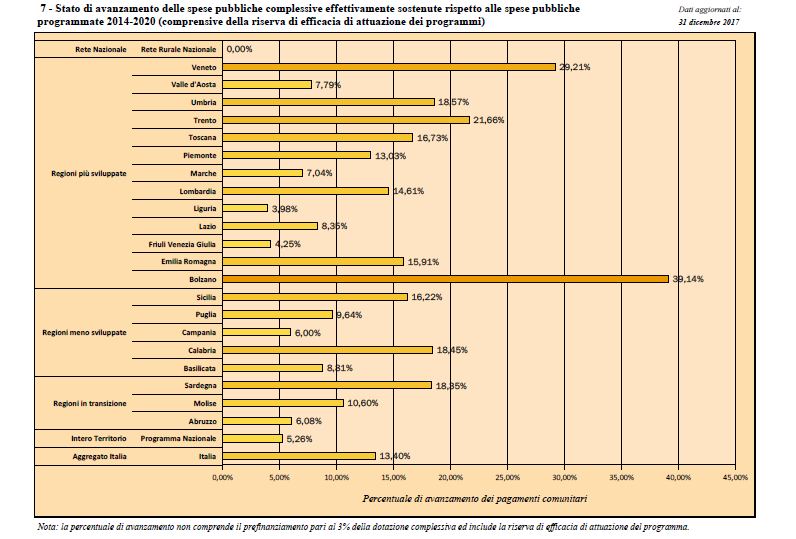 7 - Stato di avanzamento delle spese pubbliche complessive effettivamente sostenute rispetto alle spese pubbliche
programmate 2014-2020 (comprensive della riserva di efficacia di attuazione dei programmi)
Dati aggiornati al:
31 dicembre 2017
Rete Nazionale Rete Rurale Nazionale 0,00%
Veneto 29,21%
Valle d'Aosta 7,79%
Umbria 18,57%
Trento 21,66%
Toscana 16,73%
Piemonte 13,03%
Regioni più sviluppate Marche 7,04%
Lombardia 14,61%
Liguria 3,98%
Lazio 8,35%
Friuli Venezia Giulia 4,25%
Emilia Romagna 15,91%
Bolzano 39,14%
Sicilia 16,22%
Puglia 9,64%
Regioni meno sviluppate Campania 6,00%
Calabria 18,45%
Basilicata 8,81%
Sardegna 18,35%
Regioni in transizione Molise 10,60%
Abruzzo 6,08%
Intero Territorio Programma Nazionale 5,26%
Aggregato Italia Italia 13,40%
0,00% 5,00% 10,00% 15,00% 20,00% 25,00% 30,00% 35,00% 40,00% 45,00%
Percentuale di avanzamento dei pagamenti comunitari
Nota: la percentuale di avanzamento non comprende il prefinanziamento pari al 3% della dotazione complessiva ed include la riserva di efficacia di attuazione del programma.